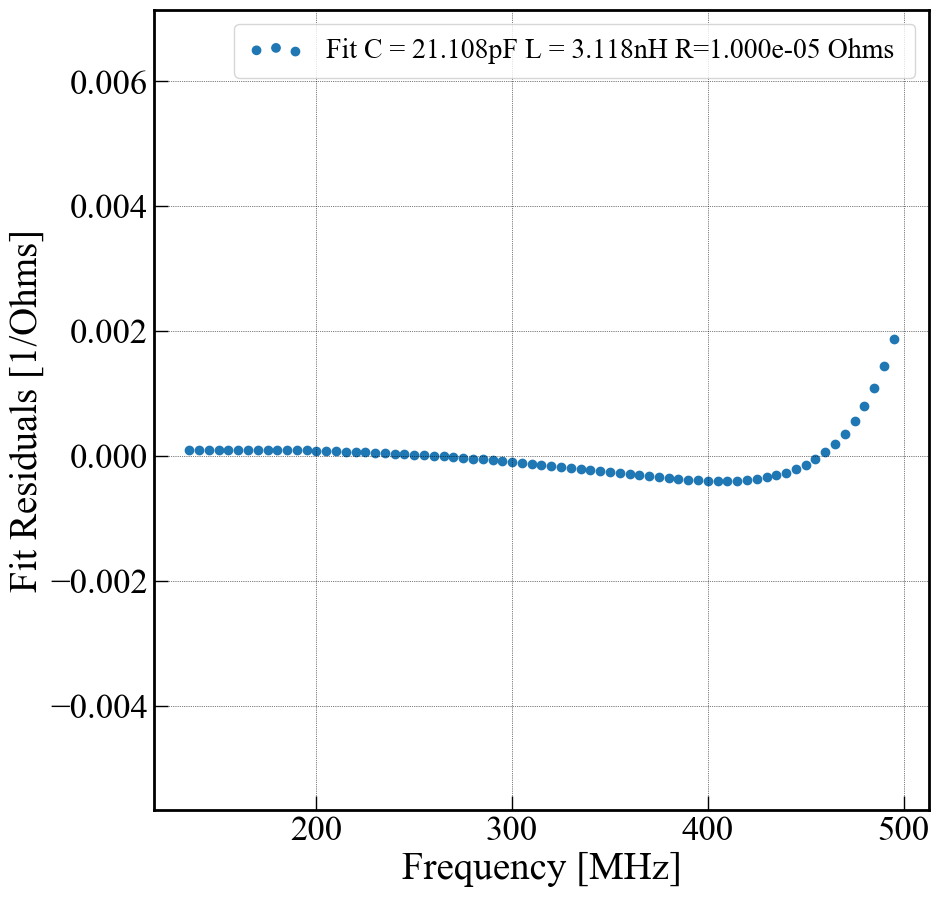 Fit C = 21.108pF L = 3.118nH R=1.000e-05 Ohms
0.006
0.004
0.002
0.000
−0.002
−0.004
Fit Residuals [1/Ohms]
200 300 400 500
Frequency [MHz]